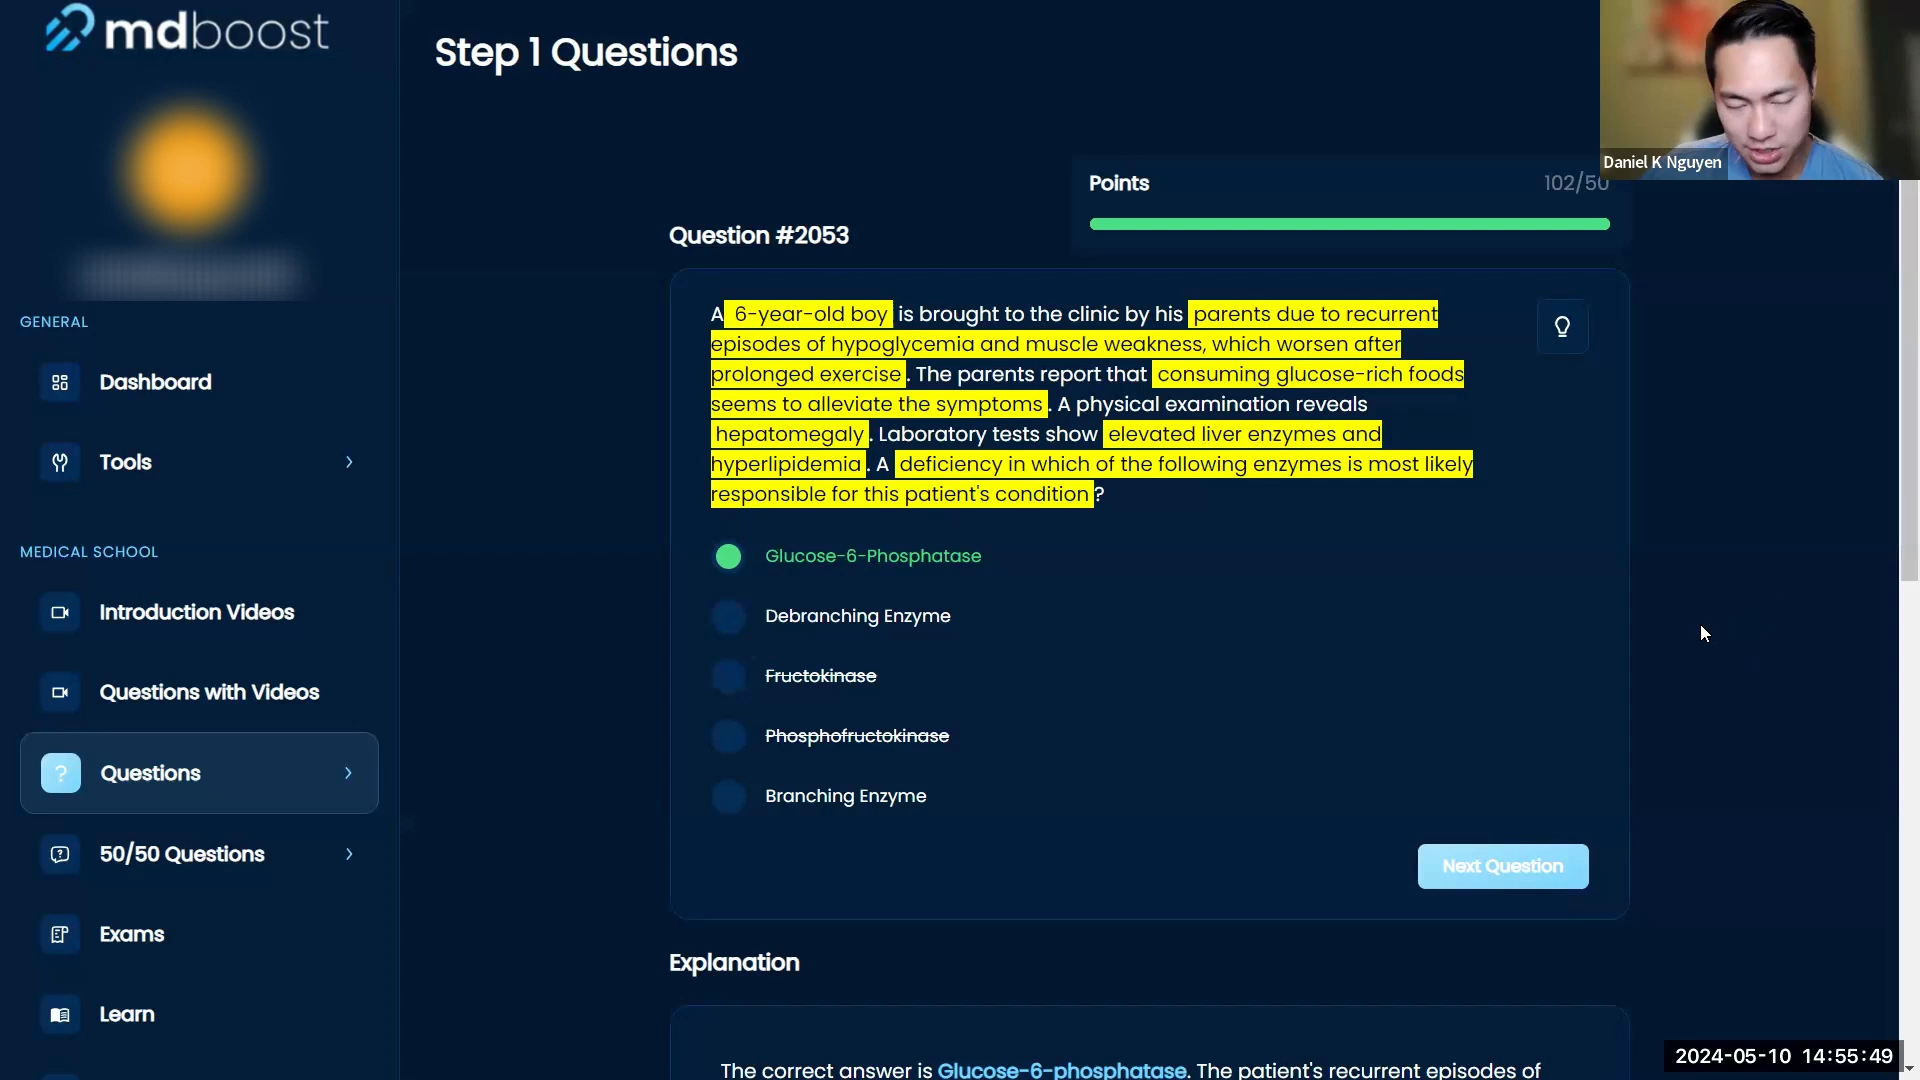 mdboost
Step 1 Questions
Daniel K Nguyen
Points 102/50
Question #2053
GENERAL
Dashboard
Tools
MEDICAL SCHOOL
Introduction Videos
Questions with Videos
Questions
50/50 Questions
Exams
Learn
A 6-year-old boy is brought to the clinic by his parents due to recurrent
episodes of hypoglycemia and muscle weakness, which worsen after
prolonged exercise. The parents report that consuming glucose-rich foods
seems to alleviate the symptoms. A physical examination reveals
hepatomegaly. Laboratory tests show elevated liver enzymes and
hyperlipidemia. A deficiency in which of the following enzymes is most likely
responsible for this patient's condition?
Glucose-6-Phosphatase
Debranching Enzyme
Fructokinase
Phosphofructokinase
Branching Enzyme
Next Question
Explanation
The correct answer is Glucose-6-phosphatase. The patient's recurrent episodes of
2024-05-10 14:55:49